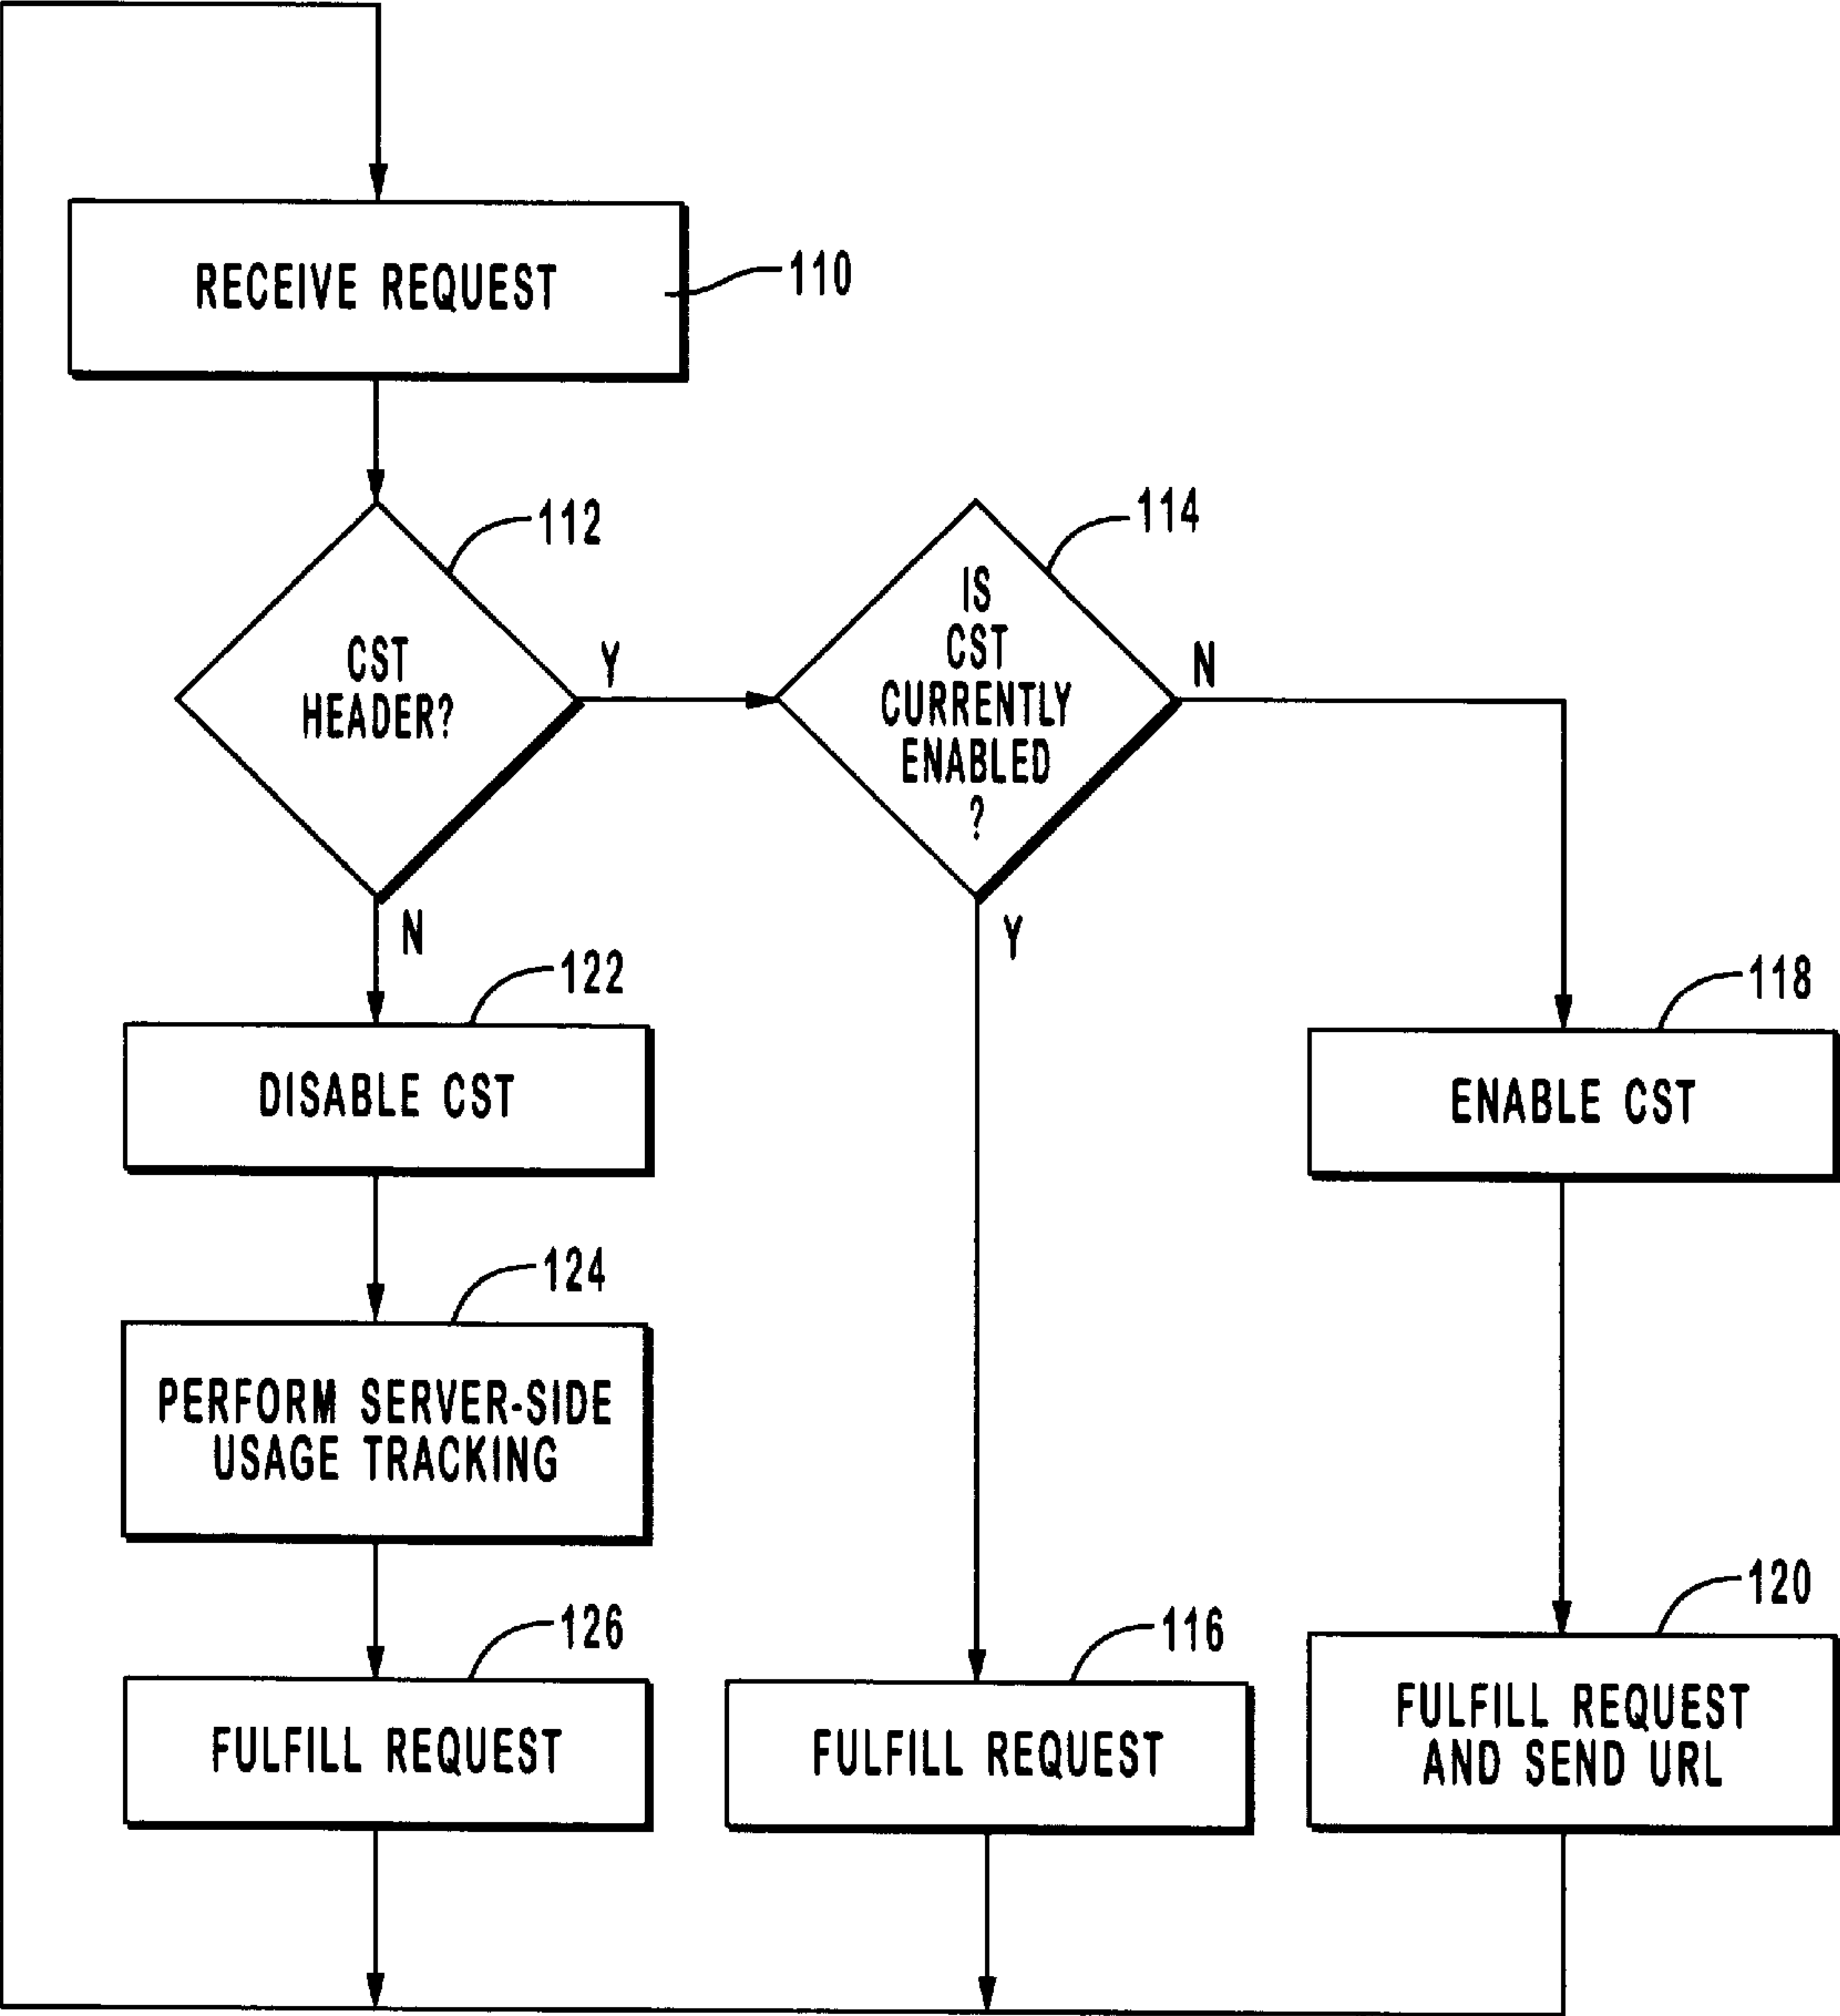 RECEIVE REQUEST
110
112
CST
HEADER?
Y
N
114
IS
CST
CURRENTLY
ENABLED
?
N
Y
122
DISABLE CST
118
ENABLE CST
124
PERFORM SERVER-SIDE
USAGE TRACKING
126
FULFILL REQUEST
116
FULFILL REQUEST
120
FULFILL REQUEST
AND SEND URL